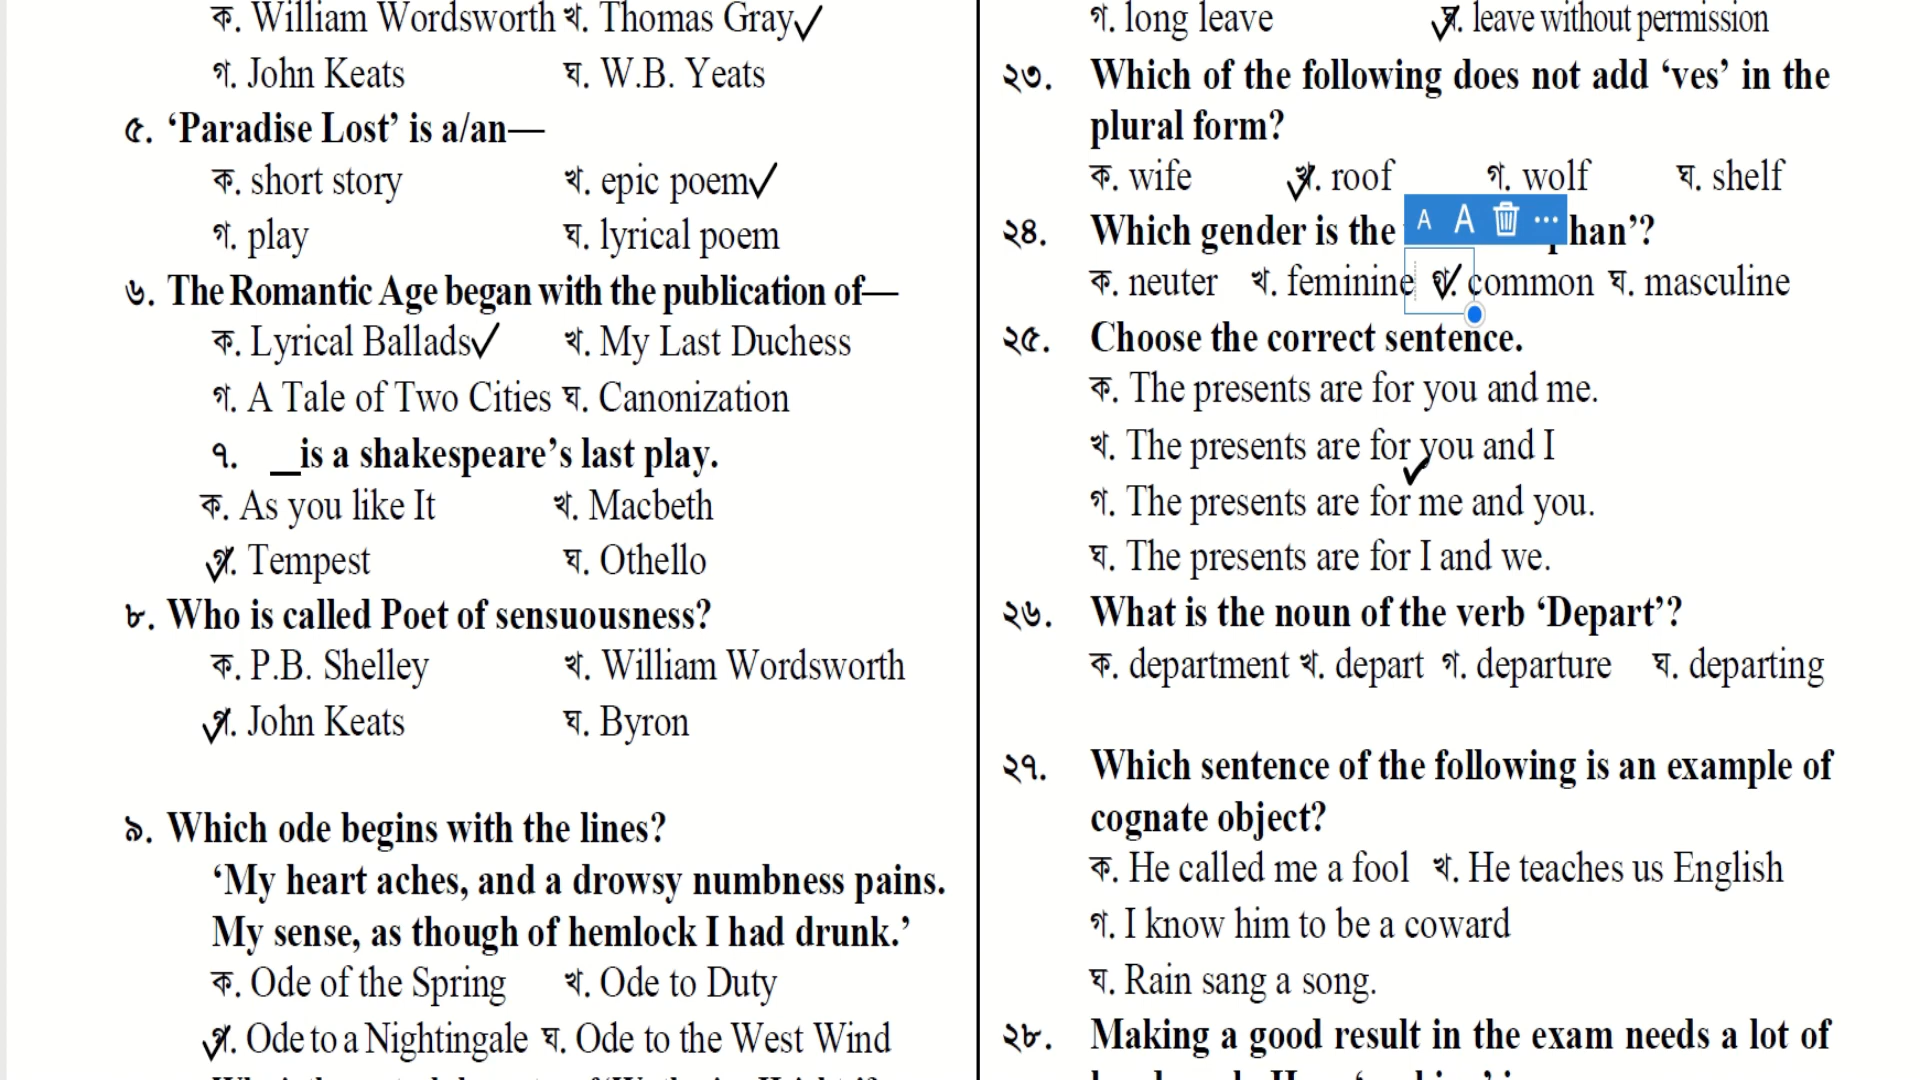 ক. William Wordsworth খ. Thomas Gray✓
গ. John Keats ঘ. W.B. Yeats
৫. ‘Paradise Lost’ is a/an—
ক. short story খ. epic poem✓
গ. play ঘ. lyrical poem
৬. The Romantic Age began with the publication of—
ক. Lyrical Ballads✓ খ. My Last Duchess
গ. A Tale of Two Cities ঘ. Canonization
৭. __is a shakespeare’s last play.
ক. As you like It খ. Macbeth
গ. Tempest ঘ. Othello
৮. Who is called Poet of sensuousness?
ক. P.B. Shelley খ. William Wordsworth
গ. John Keats ঘ. Byron
৯. Which ode begins with the lines?
‘My heart aches, and a drowsy numbness pains.
My sense, as though of hemlock I had drunk.’
ক. Ode of the Spring খ. Ode to Duty
গ. Ode to a Nightingale ঘ. Ode to the West Wind
গ. long leave ঘ. leave without permission
২৩. Which of the following does not add ‘ves’ in the
plural form?
ক. wife খ. roof গ. wolf ঘ. shelf
A A ...
২৪. Which gender is the han’?
ক. neuter খ. feminine গ. common ঘ. masculine
২৫. Choose the correct sentence.
ক. The presents are for you and me.
খ. The presents are for you and I
গ. The presents are for me and you.
ঘ. The presents are for I and we.
২৬. What is the noun of the verb ‘Depart’?
ক. department খ. depart গ. departure ঘ. departing
২৭. Which sentence of the following is an example of
cognate object?
ক. He called me a fool খ. He teaches us English
গ. I know him to be a coward
ঘ. Rain sang a song.
২৮. Making a good result in the exam needs a lot of